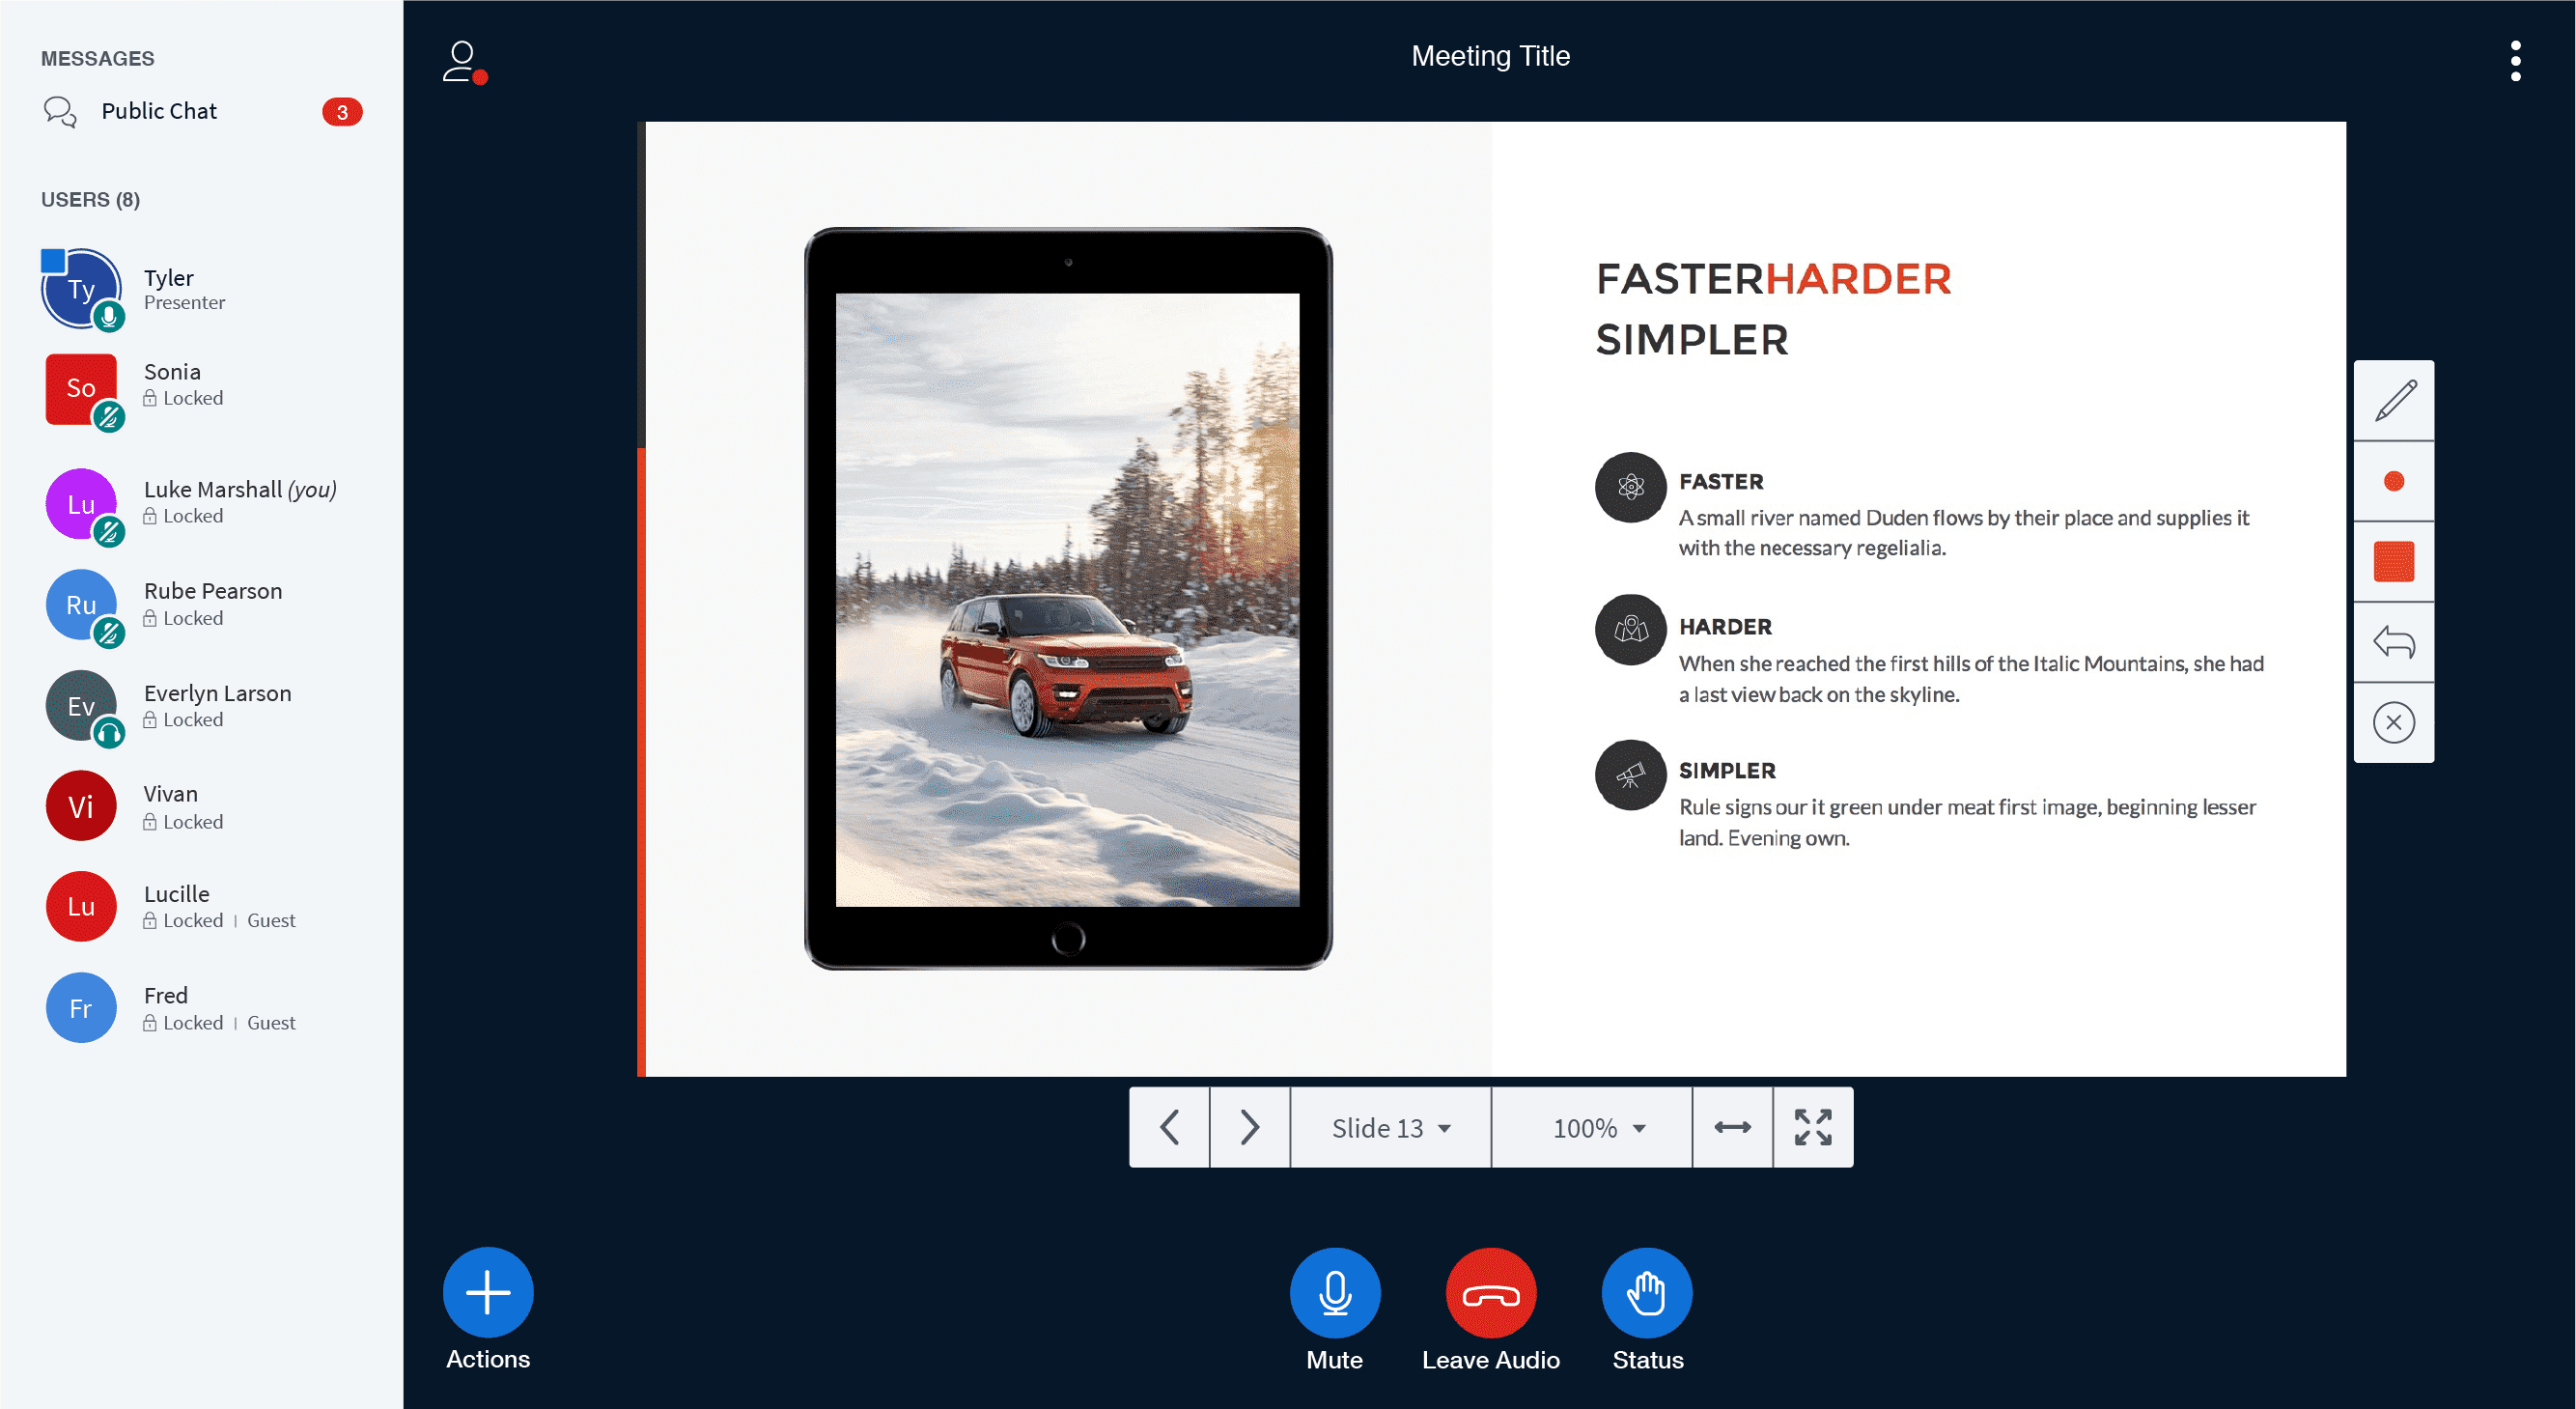 MESSAGES
Public Chat
3
USERS (8)
Ty
Tyler
Presenter
So
Sonia
Locked
Lu
Luke Marshall (you)
Locked
Ru
Rube Pearson
Locked
Ev
Everlyn Larson
Locked
Vi
Vivan
Locked
Lu
Lucille
Locked | Guest
Fr
Fred
Locked | Guest
Meeting Title
FASTERHARDER
SIMPLER
FASTER
A small river named Duden flows by their place and supplies it
with the necessary regelialia.
HARDER
When she reached the first hills of the Italic Mountains, she had
a last view back on the skyline.
SIMPLER
Rule signs our it green under meat first image, beginning lesser
land. Evening own.
Slide 13
100%
Actions
Mute
Leave Audio
Status